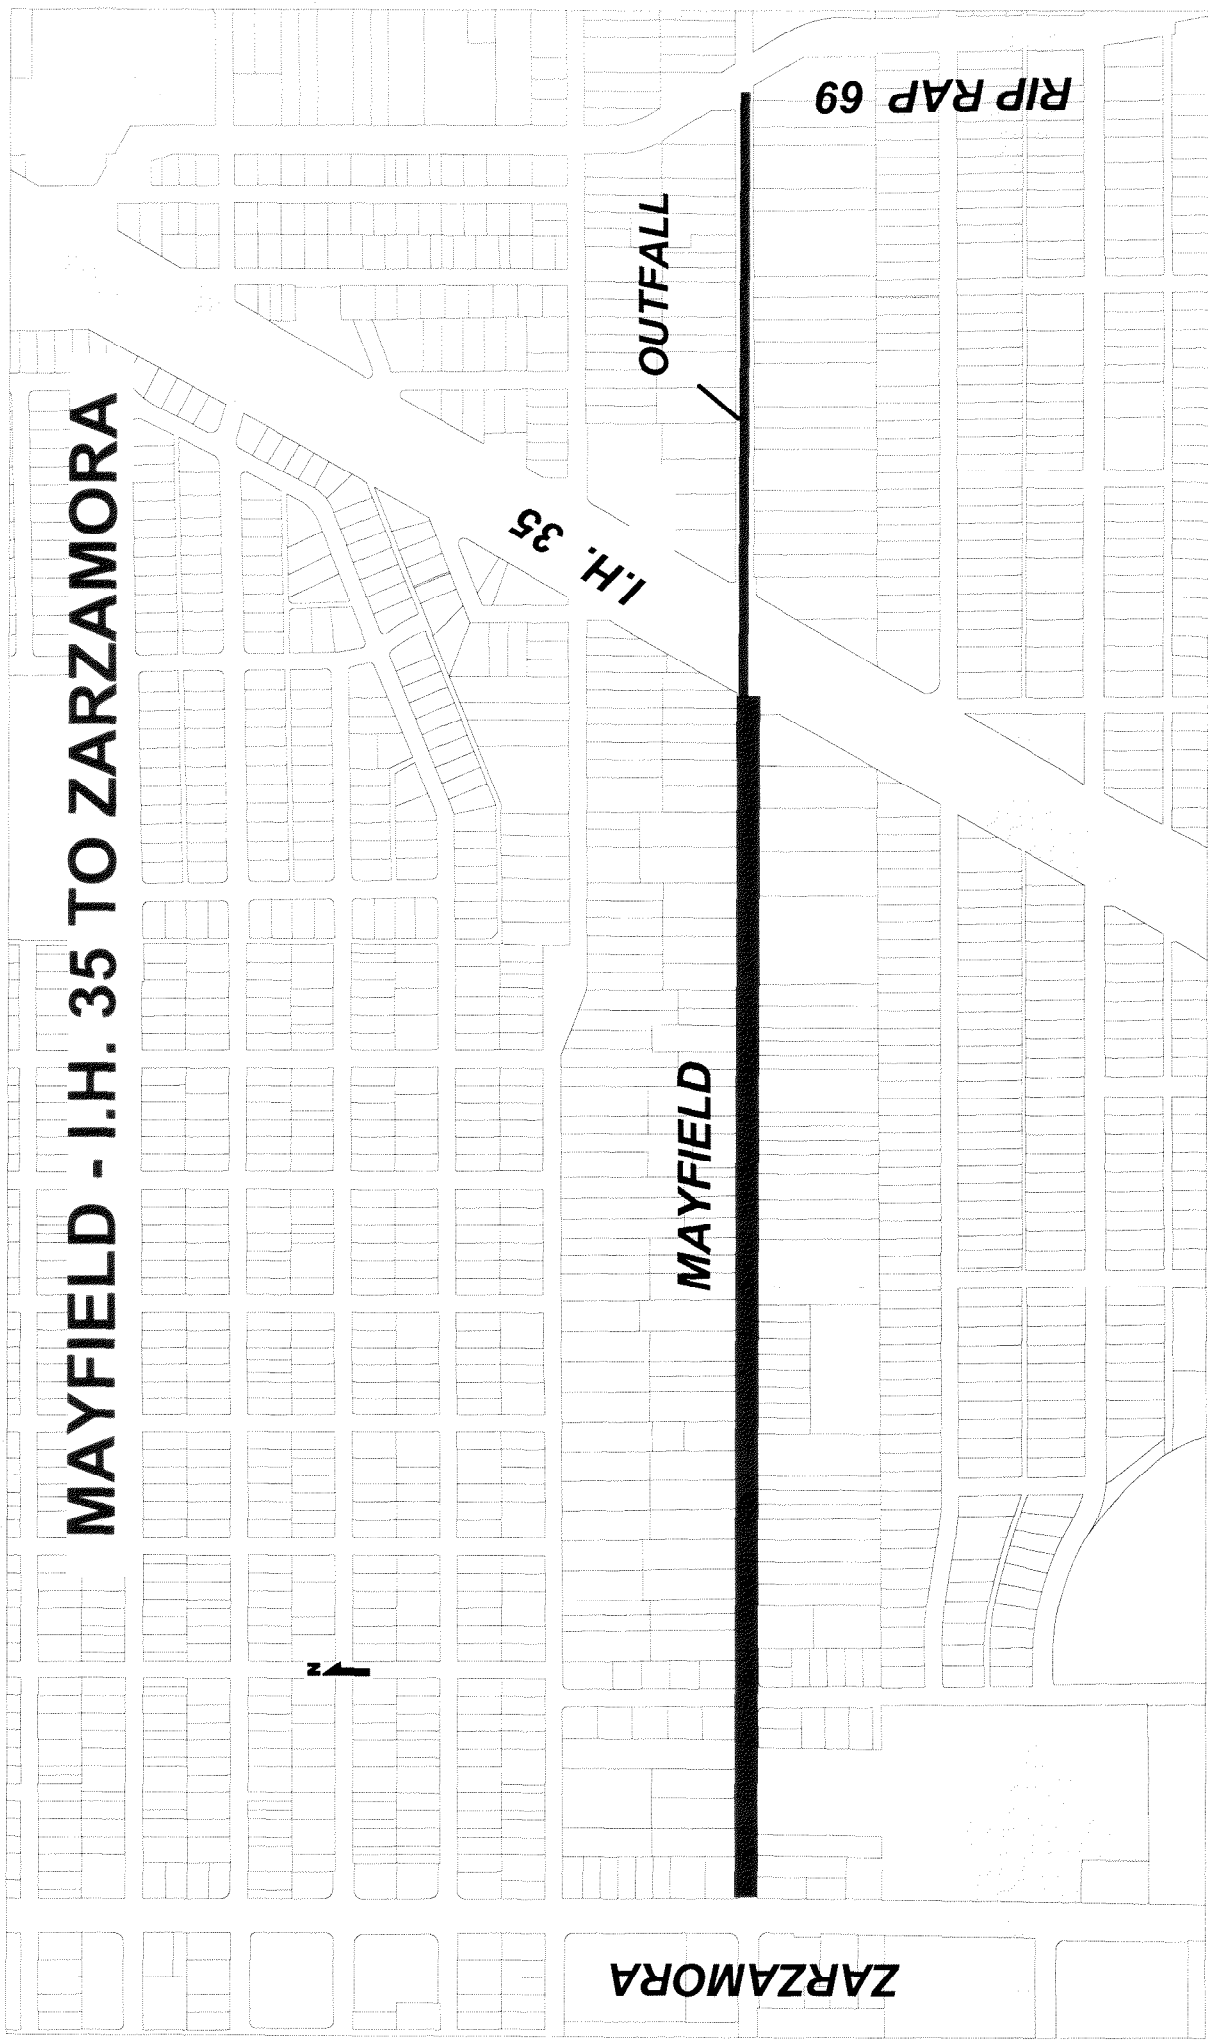 MAYFIELD - I.H. 35 TO ZARZAMORA
N
I.H. 35
OUTFALL
MAYFIELD
RIP RAP 69
ZARZAMORA